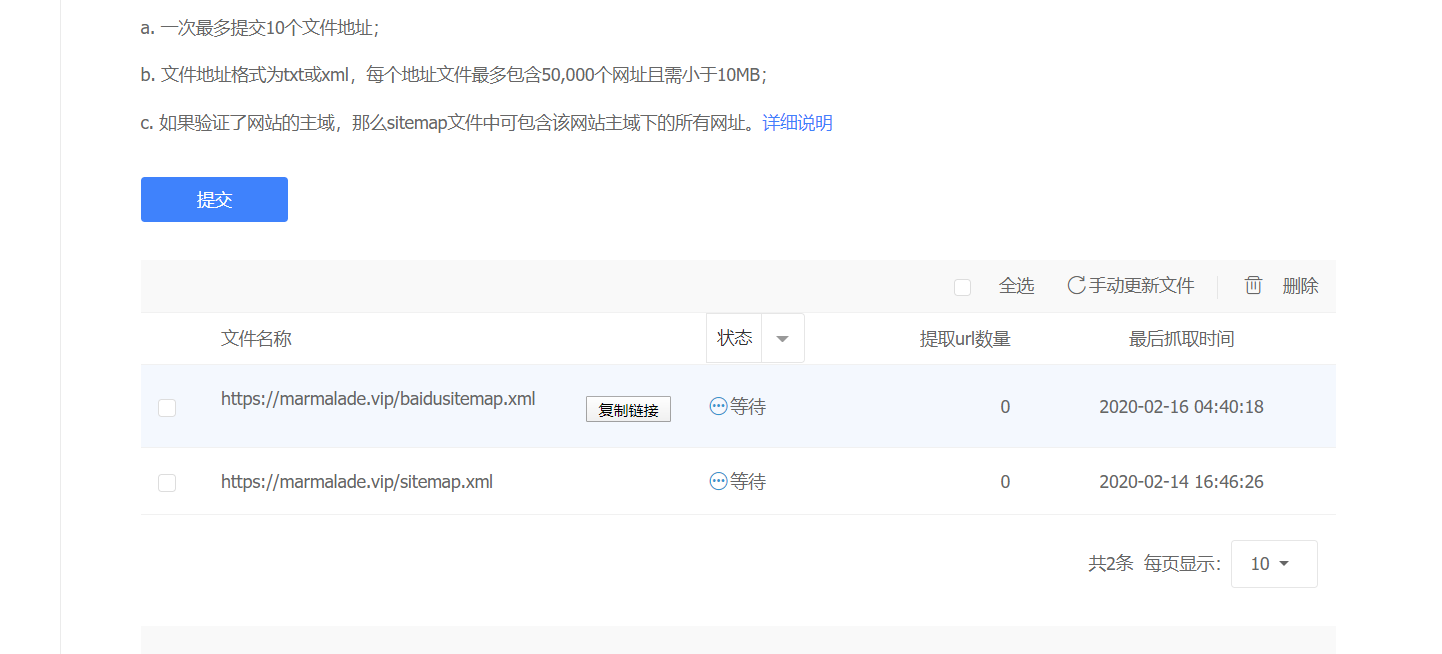 a. 一次最多提交10个文件地址；
b. 文件地址格式为txt或xml，每个地址文件最多包含50,000个网址且需小于10MB；
c. 如果验证了网站的主域，那么sitemap文件中可包含该网站主域下的所有网址。详细说明
提交
全选 手动更新文件 删除
文件名称 状态 提取url数量 最后抓取时间
https://marmalade.vip/baidusitemap.xml 复制链接 等待 0 2020-02-16 04:40:18
https://marmalade.vip/sitemap.xml 等待 0 2020-02-14 16:46:26
共2条 每页显示： 10